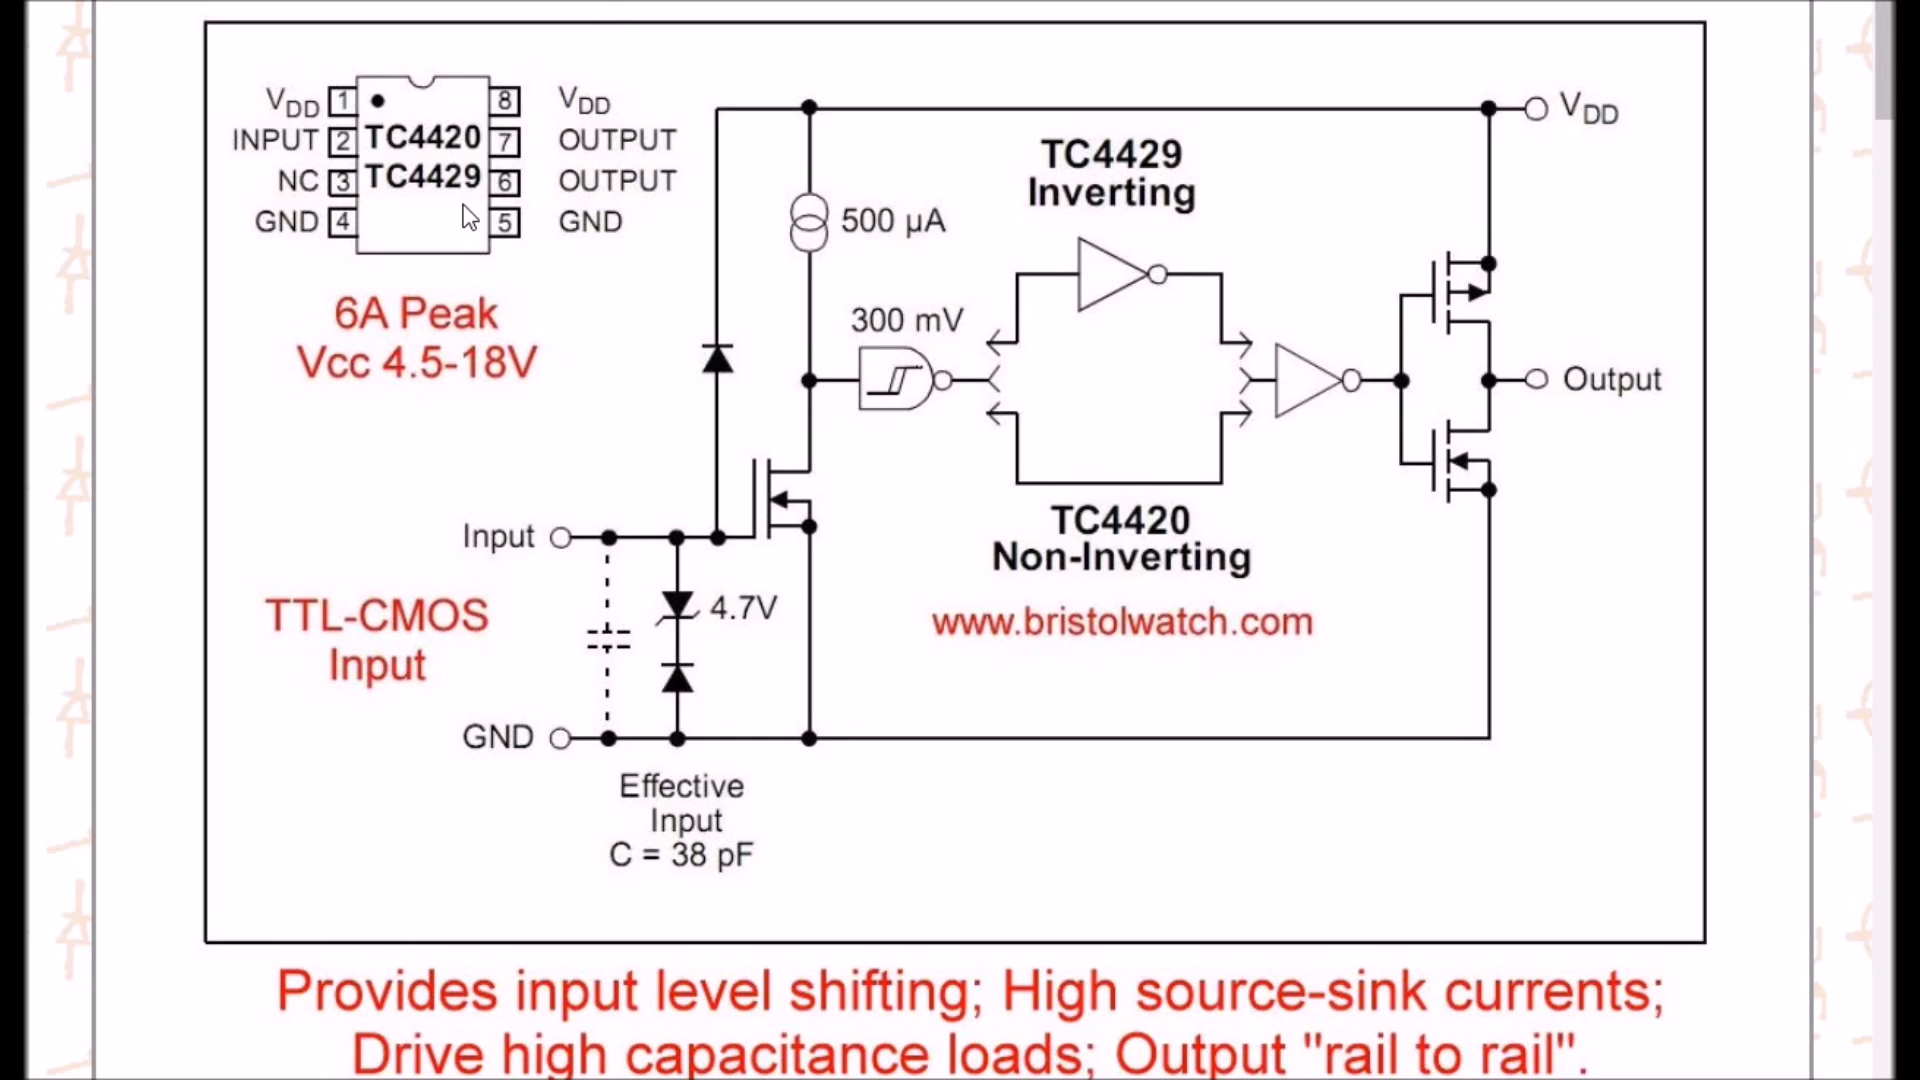 VDD 1 8 VDD
INPUT 2 TC4420 7 OUTPUT
NC 3 TC4429 6 OUTPUT
GND 4 5 GND
6A Peak
Vcc 4.5-18V
VDD
500 µA
TC4429
Inverting
300 mV
Output
Input
TC4420
Non-Inverting
TTL-CMOS
Input
4.7V
www.bristolwatch.com
GND
Effective
Input
C = 38 pF
Provides input level shifting; High source-sink currents;
Drive high capacitance loads; Output "rail to rail".